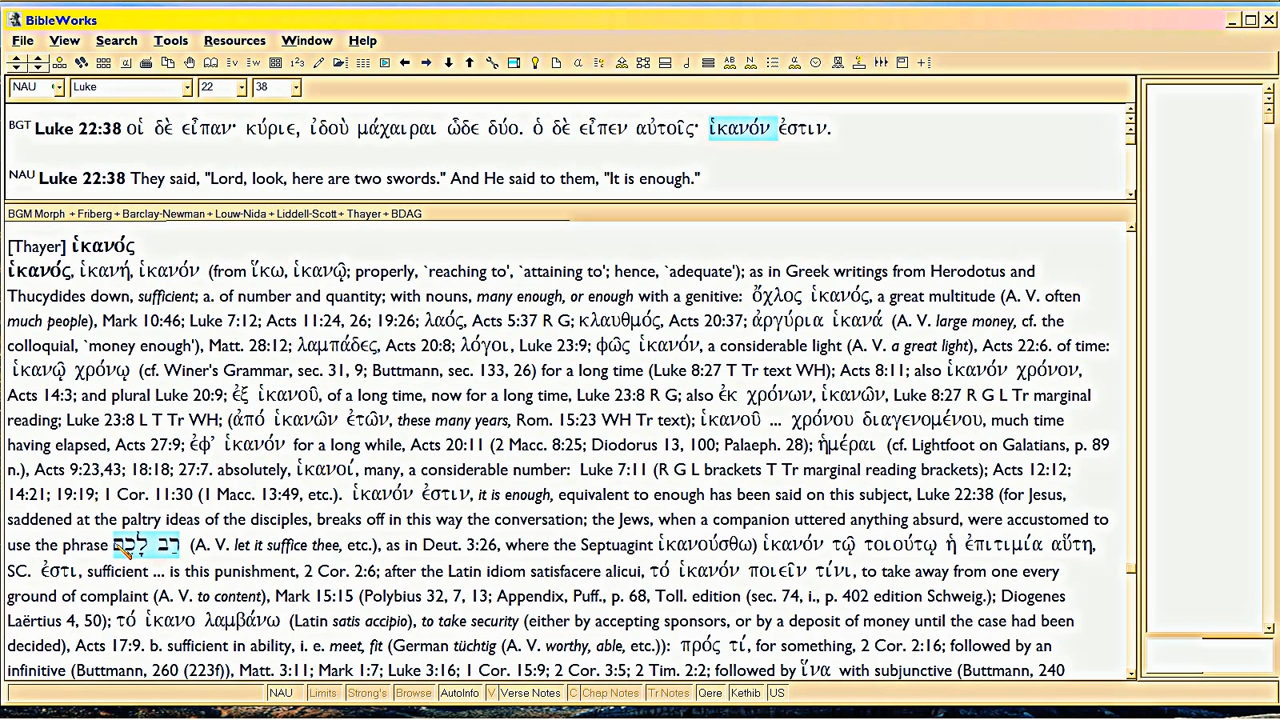 BibleWorks
File View Search Tools Resources Window Help
NAU Luke 22 38
BGT Luke 22:38 οἱ δὲ εἶπαν· κύριε, ἰδοὺ μάχαιραι ὧδε δύο. ὁ δὲ εἶπεν αὐτοῖς· ἱκανόν ἐστιν.
NAU Luke 22:38 They said, "Lord, look, here are two swords." And He said to them, "It is enough."
BGM Morph + Friberg + Barclay-Newman + Louw-Nida + Liddell-Scott + Thayer + BDAG
[Thayer] ἱκανός
ἱκανός, ἱκανή, ἱκανόν (from ἵκω, ἱκανῷ; properly, `reaching to', `attaining to'; hence, `adequate'); as in Greek writings from Herodotus and
Thucydides down, sufficient; a. of number and quantity; with nouns, many enough, or enough with a genitive: ὄχλος ἱκανός, a great multitude (A. V. often
much people), Mark 10:46; Luke 7:12; Acts 11:24, 26; 19:26; λαός, Acts 5:37 R G; κλαυθμός, Acts 20:37; ἀργύρια ἱκανά (A. V. large money, cf. the
colloquial, `money enough'), Matt. 28:12; λαμπάδες, Acts 20:8; λόγοι, Luke 23:9; φῶς ἱκανόν, a considerable light (A. V. a great light), Acts 22:6. of time:
ἱκανῷ χρόνῳ (cf. Winer's Grammar, sec. 31, 9; Buttmann, sec. 133, 26) for a long time (Luke 8:27 T Tr text WH); Acts 8:11; also ἱκανόν χρόνον,
Acts 14:3; and plural Luke 20:9; ἐξ ἱκανοῦ, of a long time, now for a long time, Luke 23:8 R G; also ἐκ χρόνων, ἱκανῶν, Luke 8:27 R G L Tr marginal
reading; Luke 23:8 L T Tr WH; (ἀπό ἱκανῶν ἐτῶν, these many years, Rom. 15:23 WH Tr text); ἱκανοῦ ... χρόνου διαγενομένου, much time
having elapsed, Acts 27:9; ἐφ' ἱκανόν for a long while, Acts 20:11 (2 Macc. 8:25; Diodorus 13, 100; Palaeph. 28); ἡμέραι (cf. Lightfoot on Galatians, p. 89
n.), Acts 9:23,43; 18:18; 27:7. absolutely, ἱκανοί, many, a considerable number: Luke 7:11 (R G L brackets T Tr marginal reading brackets); Acts 12:12;
14:21; 19:19; 1 Cor. 11:30 (1 Macc. 13:49, etc.). ἱκανόν ἐστιν, it is enough, equivalent to enough has been said on this subject, Luke 22:38 (for Jesus,
saddened at the paltry ideas of the disciples, breaks off in this way the conversation; the Jews, when a companion uttered anything absurd, were accustomed to
use the phrase רַב לָכֶם (A. V. let it suffice thee, etc.), as in Deut. 3:26, where the Septuagint ἱκανούσθω) ἱκανόν τῷ τοιούτῳ ἡ ἐπιτιμία αὕτη,
SC. ἐστι, sufficient ... is this punishment, 2 Cor. 2:6; after the Latin idiom satisfacere alicui, τό ἱκανόν ποιεῖν τίνι, to take away from one every
ground of complaint (A. V. to content), Mark 15:15 (Polybius 32, 7, 13; Appendix, Puff., p. 68, Toll. edition (sec. 74, i., p. 402 edition Schweig.); Diogenes
Laërtius 4, 50); τό ἱκανο λαμβάνω (Latin satis accipio), to take security (either by accepting sponsors, or by a deposit of money until the case had been
decided), Acts 17:9. b. sufficient in ability, i. e. meet, fit (German tüchtig (A. V. worthy, able, etc.)): πρός τί, for something, 2 Cor. 2:16; followed by an
infinitive (Buttmann, 260 (223f)), Matt. 3:11; Mark 1:7; Luke 3:16; 1 Cor. 15:9; 2 Cor. 3:5; 2 Tim. 2:2; followed by ἵνα with subjunctive (Buttmann, 240
NAU Limits Strong's Browse AutoInfo V Verse Notes C Chap Notes Tr Notes Qere Kethib US